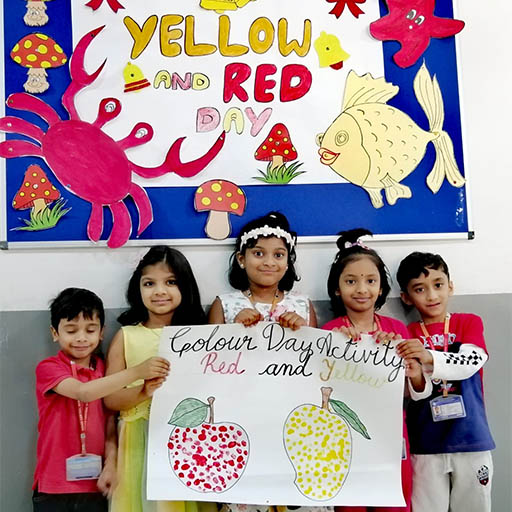 YELLOW
AND RED
DAY
Colour Day Activity
Red and Yellow